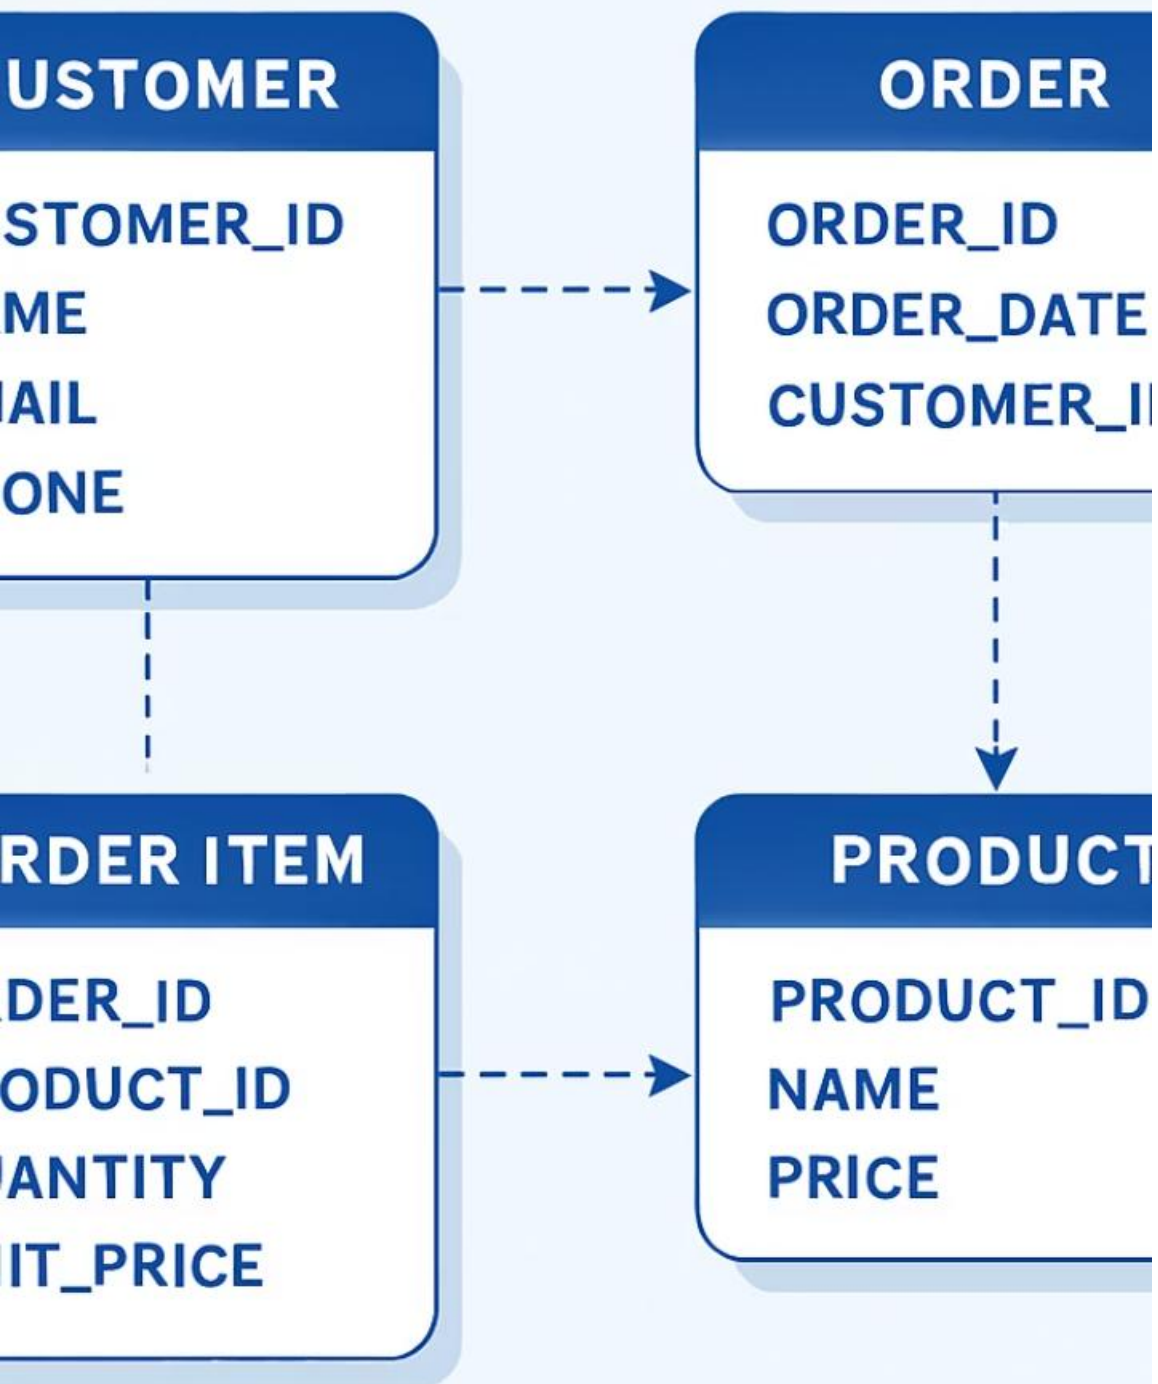 USTOMER
STOMER_ID
ME
AIL
ONE
ORDER
ORDER_ID
ORDER_DATE
CUSTOMER_I
RDER ITEM
DER_ID
ODUCT_ID
ANTITY
IT_PRICE
PRODUCT
PRODUCT_ID
NAME
PRICE